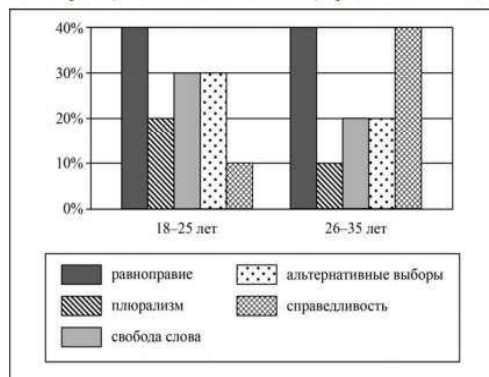 40%
30%
20%
10%
0%
18–25 лет
26–35 лет
равноправие
альтернативные выборы
плюрализм
справедливость
свобода слова